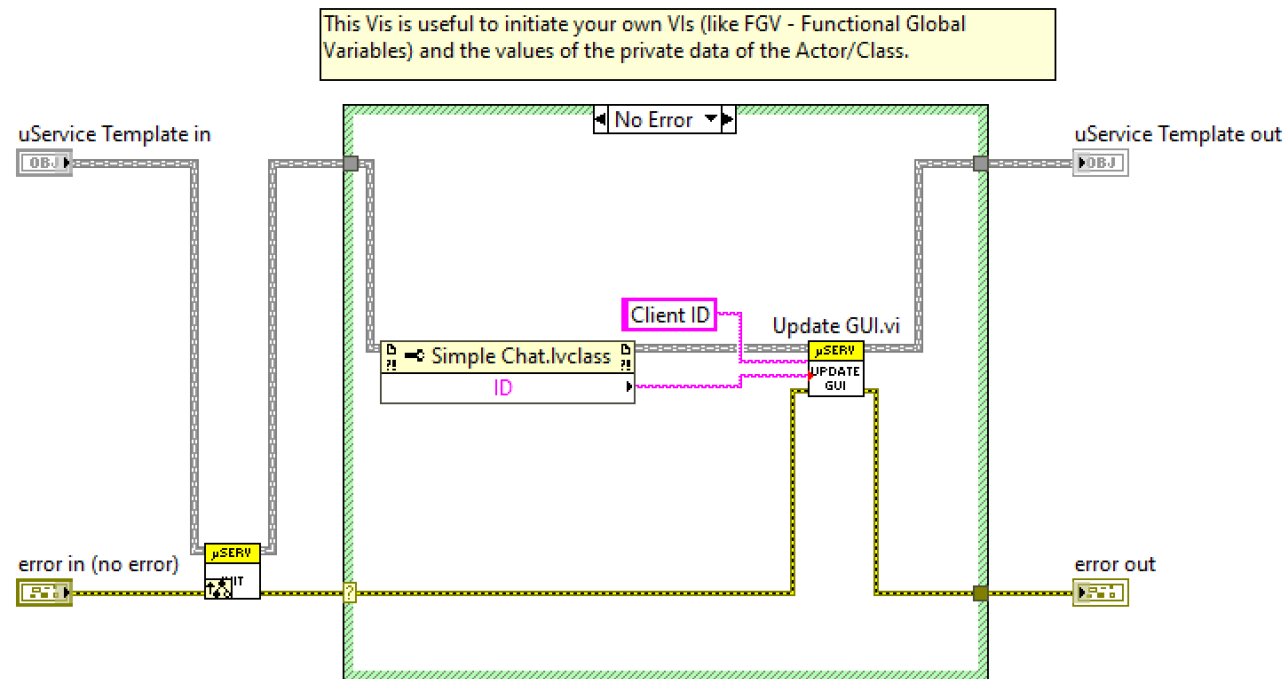 This Vis is useful to initiate your own VIs (like FGV - Functional Global
Variables) and the values of the private data of the Actor/Class.
No Error
uService Template in
OBJ
uService Template out
OBJ
Client ID
Update GUI.vi
Simple Chat.lvclass
ID
µSERV
UPDATE
GUI
error in (no error)
µSERV
error out